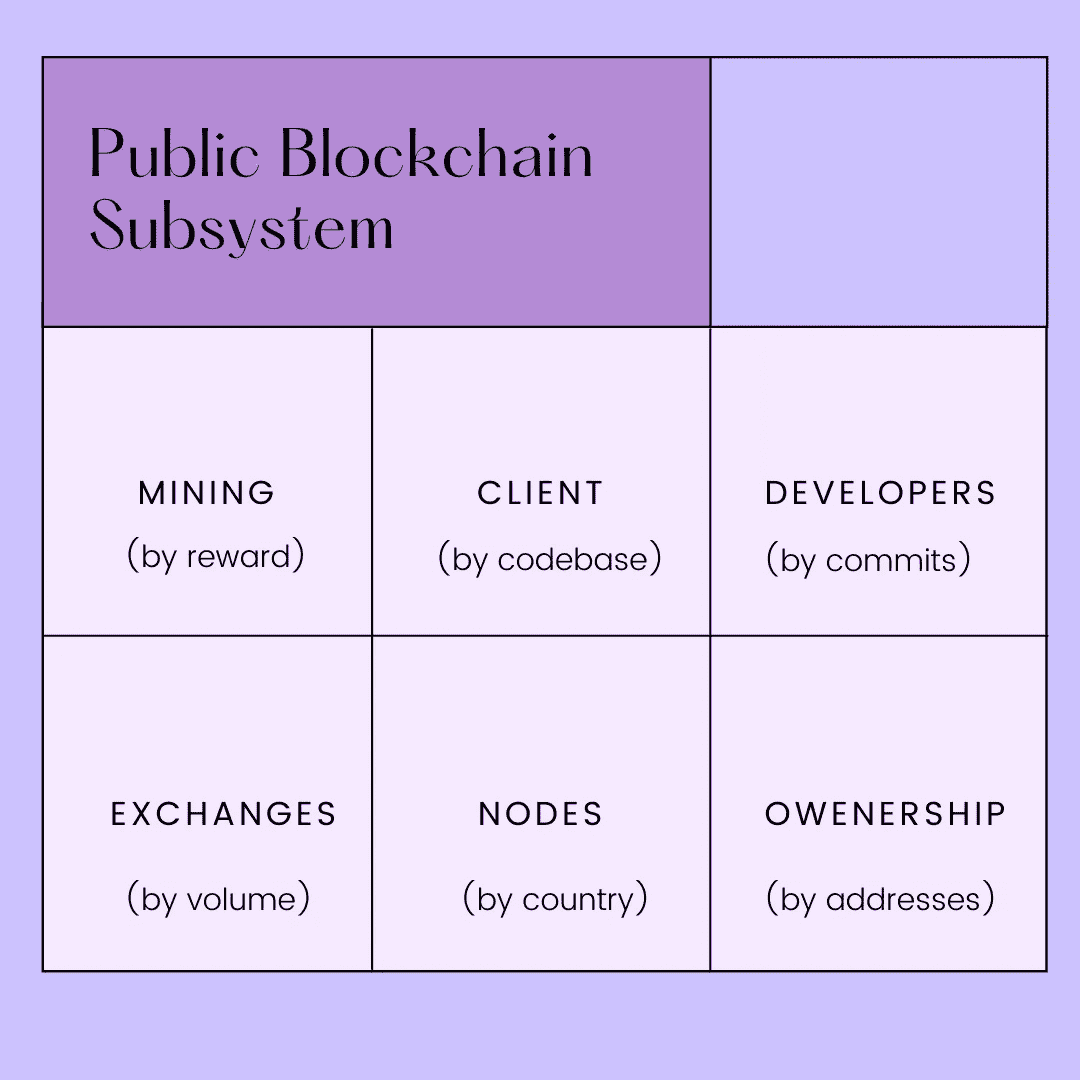 Public Blockchain
Subsystem
MINING
(by reward)
CLIENT
(by codebase)
DEVELOPERS
(by commits)
EXCHANGES
(by volume)
NODES
(by country)
OWENERSHIP
(by addresses)